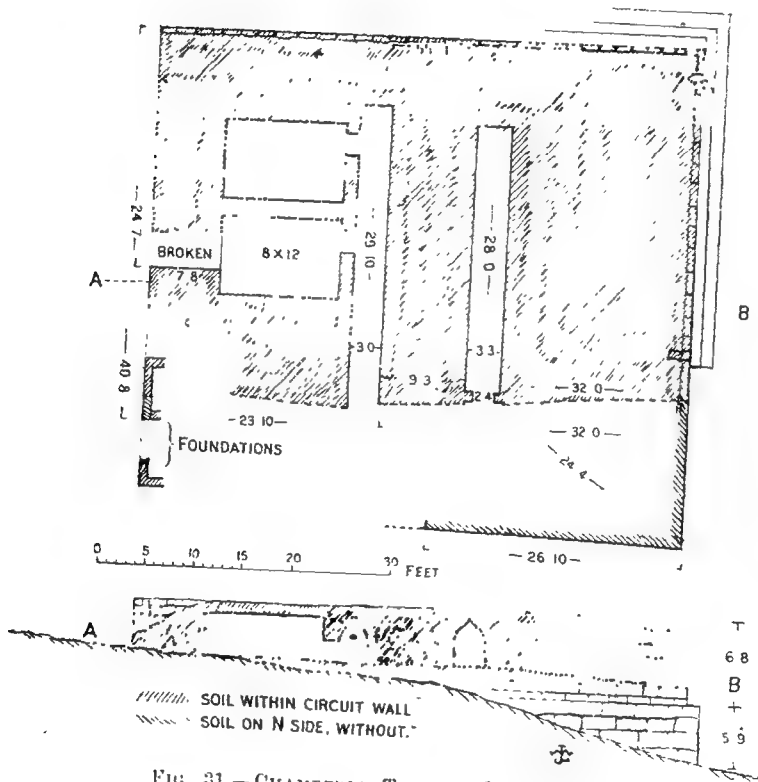 24.7
BROKEN
7 8
8 X 12
A
29 10
28 0
B
40 8
3 0
9 3
3 3
2 4
32 0
23 10
32 0
FOUNDATIONS
24.4
26 10
0 5 10 20 30 FEET
A
6 8
B
5 9
SOIL WITHIN CIRCUIT WALL
SOIL ON N SIDE, WITHOUT.
FIG. 31 —